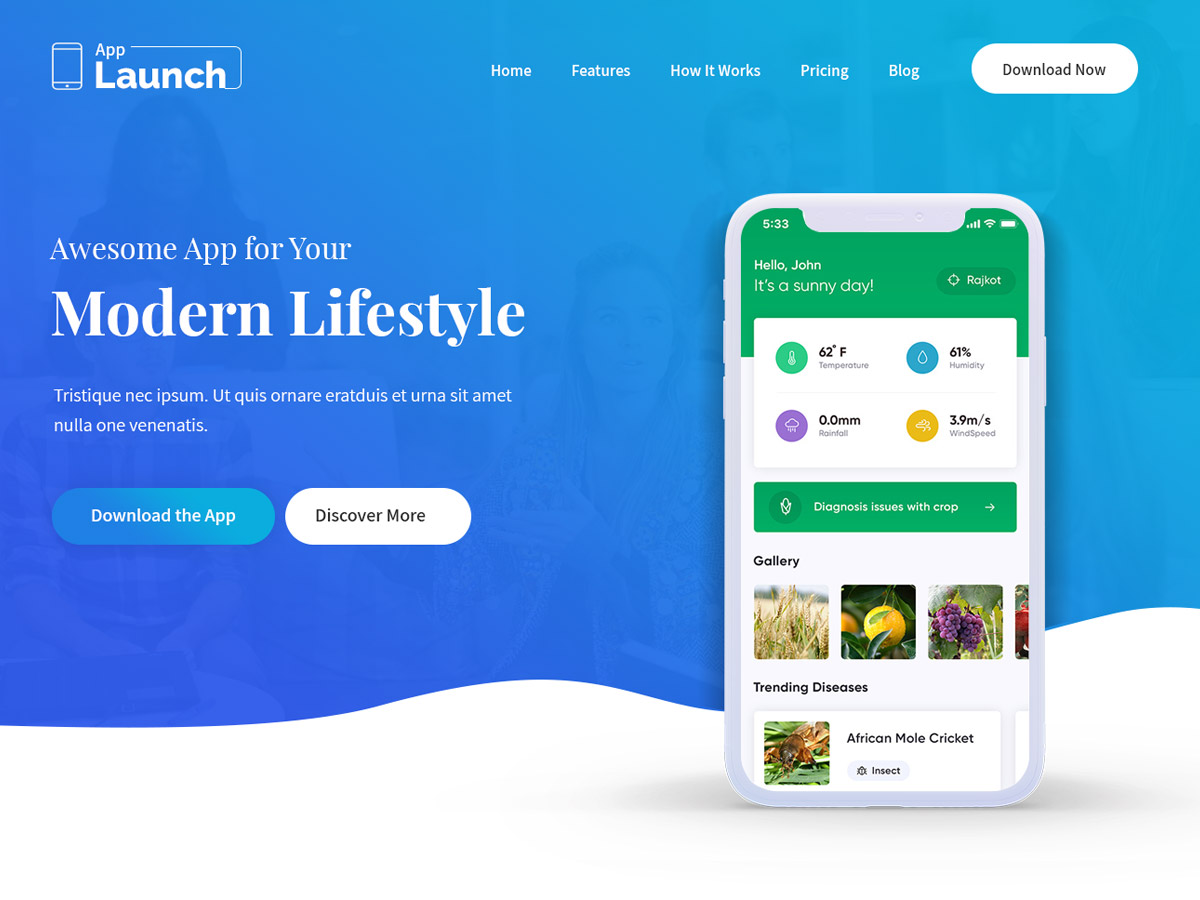 App
Launch
Home Features How It Works Pricing Blog Download Now
Awesome App for Your
Modern Lifestyle
Tristique nec ipsum. Ut quis ornare eratduis et urna sit amet
nulla one venenatis.
Download the App Discover More
5:33
Hello, John
It's a sunny day!
Rajkot
62° F
Temperature
61%
Humidity
0.0mm
Rainfall
3.9m/s
WindSpeed
Diagnosis issues with crop →
Gallery
Trending Diseases
African Mole Cricket
Insect